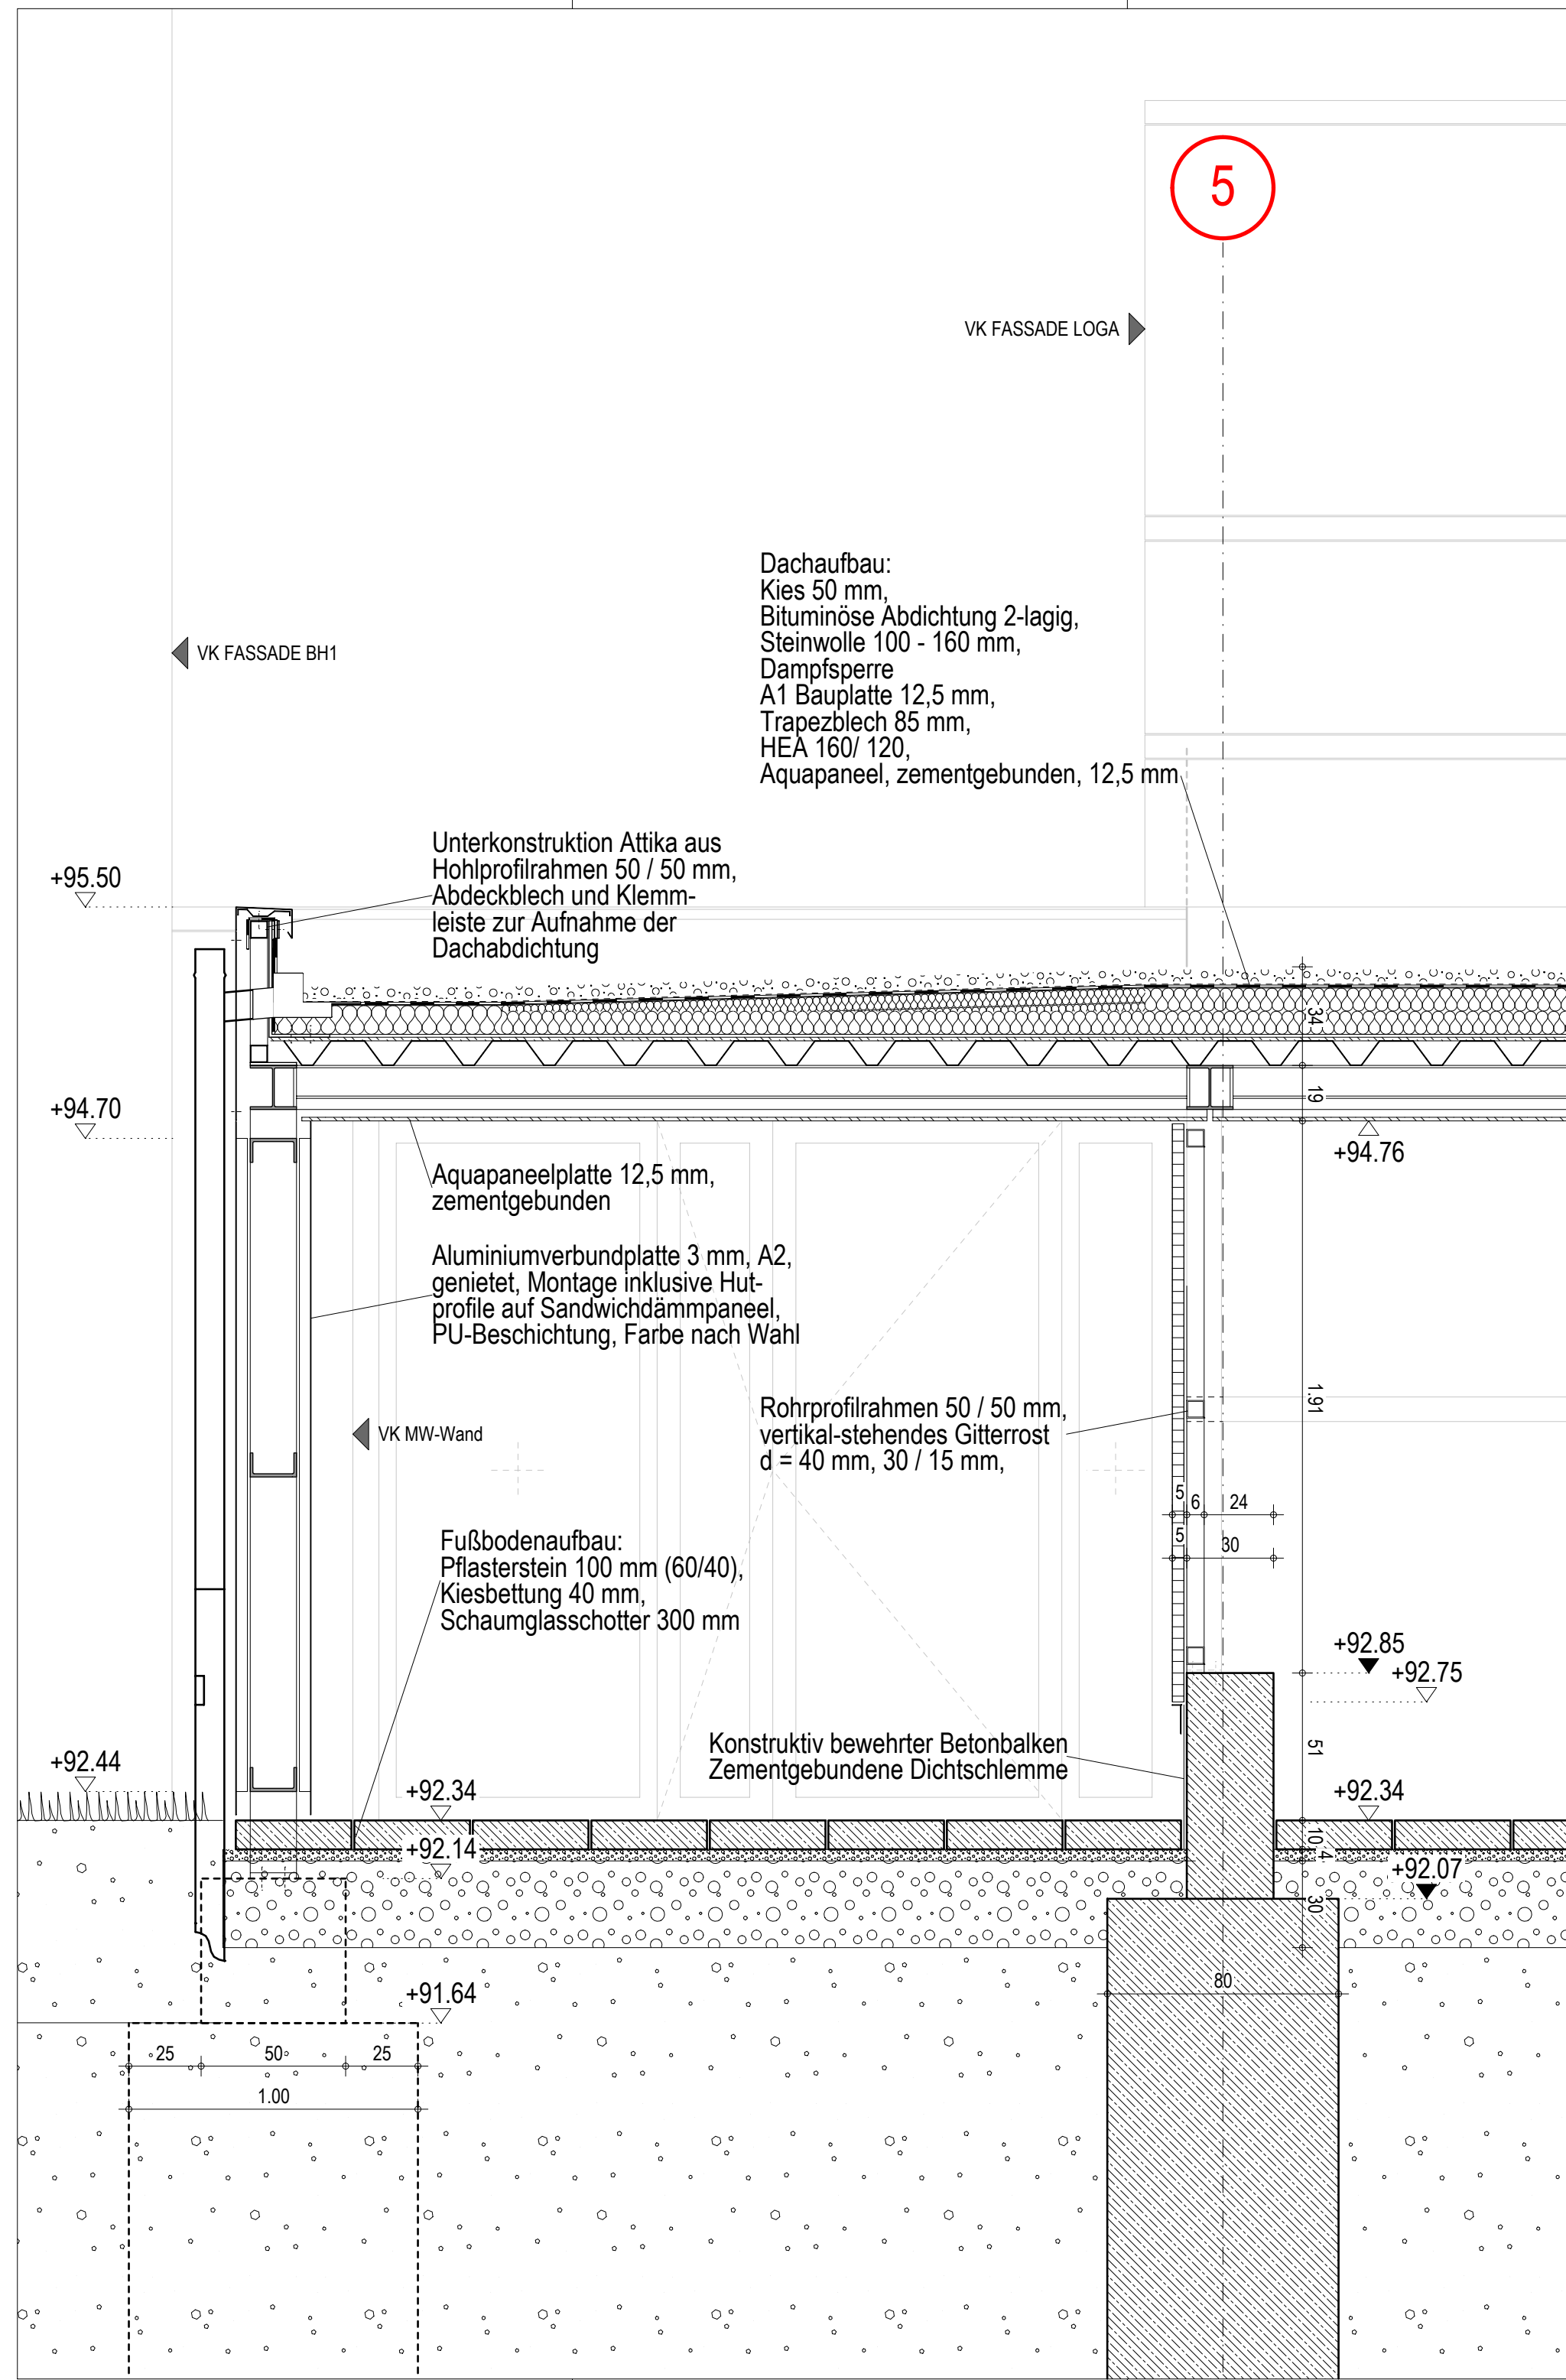 5
VK FASSADE LOGA
Dachaufbau:
Kies 50 mm,
Bituminöse Abdichtung 2-lagig,
Steinwolle 100 - 160 mm,
Dampfsperre
A1 Bauplatte 12,5 mm,
Trapezblech 85 mm,
HEA 160/ 120,
Aquapaneel, zementgebunden, 12,5 mm
VK FASSADE BH1
Unterkonstruktion Attika aus
Hohlprofilrahmen 50 / 50 mm,
Abdeckblech und Klemm-
leiste zur Aufnahme der
Dachabdichtung
+95.50
34
19
+94.70
+94.76
Aquapaneelplatte 12,5 mm,
zementgebunden
Aluminiumverbundplatte 3 mm, A2,
genietet, Montage inklusive Hut-
profile auf Sandwichdämmpaneel,
PU-Beschichtung, Farbe nach Wahl
1.91
Rohrprofilrahmen 50 / 50 mm,
vertikal-stehendes Gitterrost
d = 40 mm, 30 / 15 mm,
VK MW-Wand
5 6 24
5 30
Fußbodenaufbau:
Pflasterstein 100 mm (60/40),
Kiesbettung 40 mm,
Schaumglasschotter 300 mm
+92.85
+92.75
Konstruktiv bewehrter Betonbalken
Zementgebundene Dichtschlemme
51
+92.44
+92.34
+92.34
10
4
+92.14
+92.07
30
80
+91.64
25 50 25
1.00